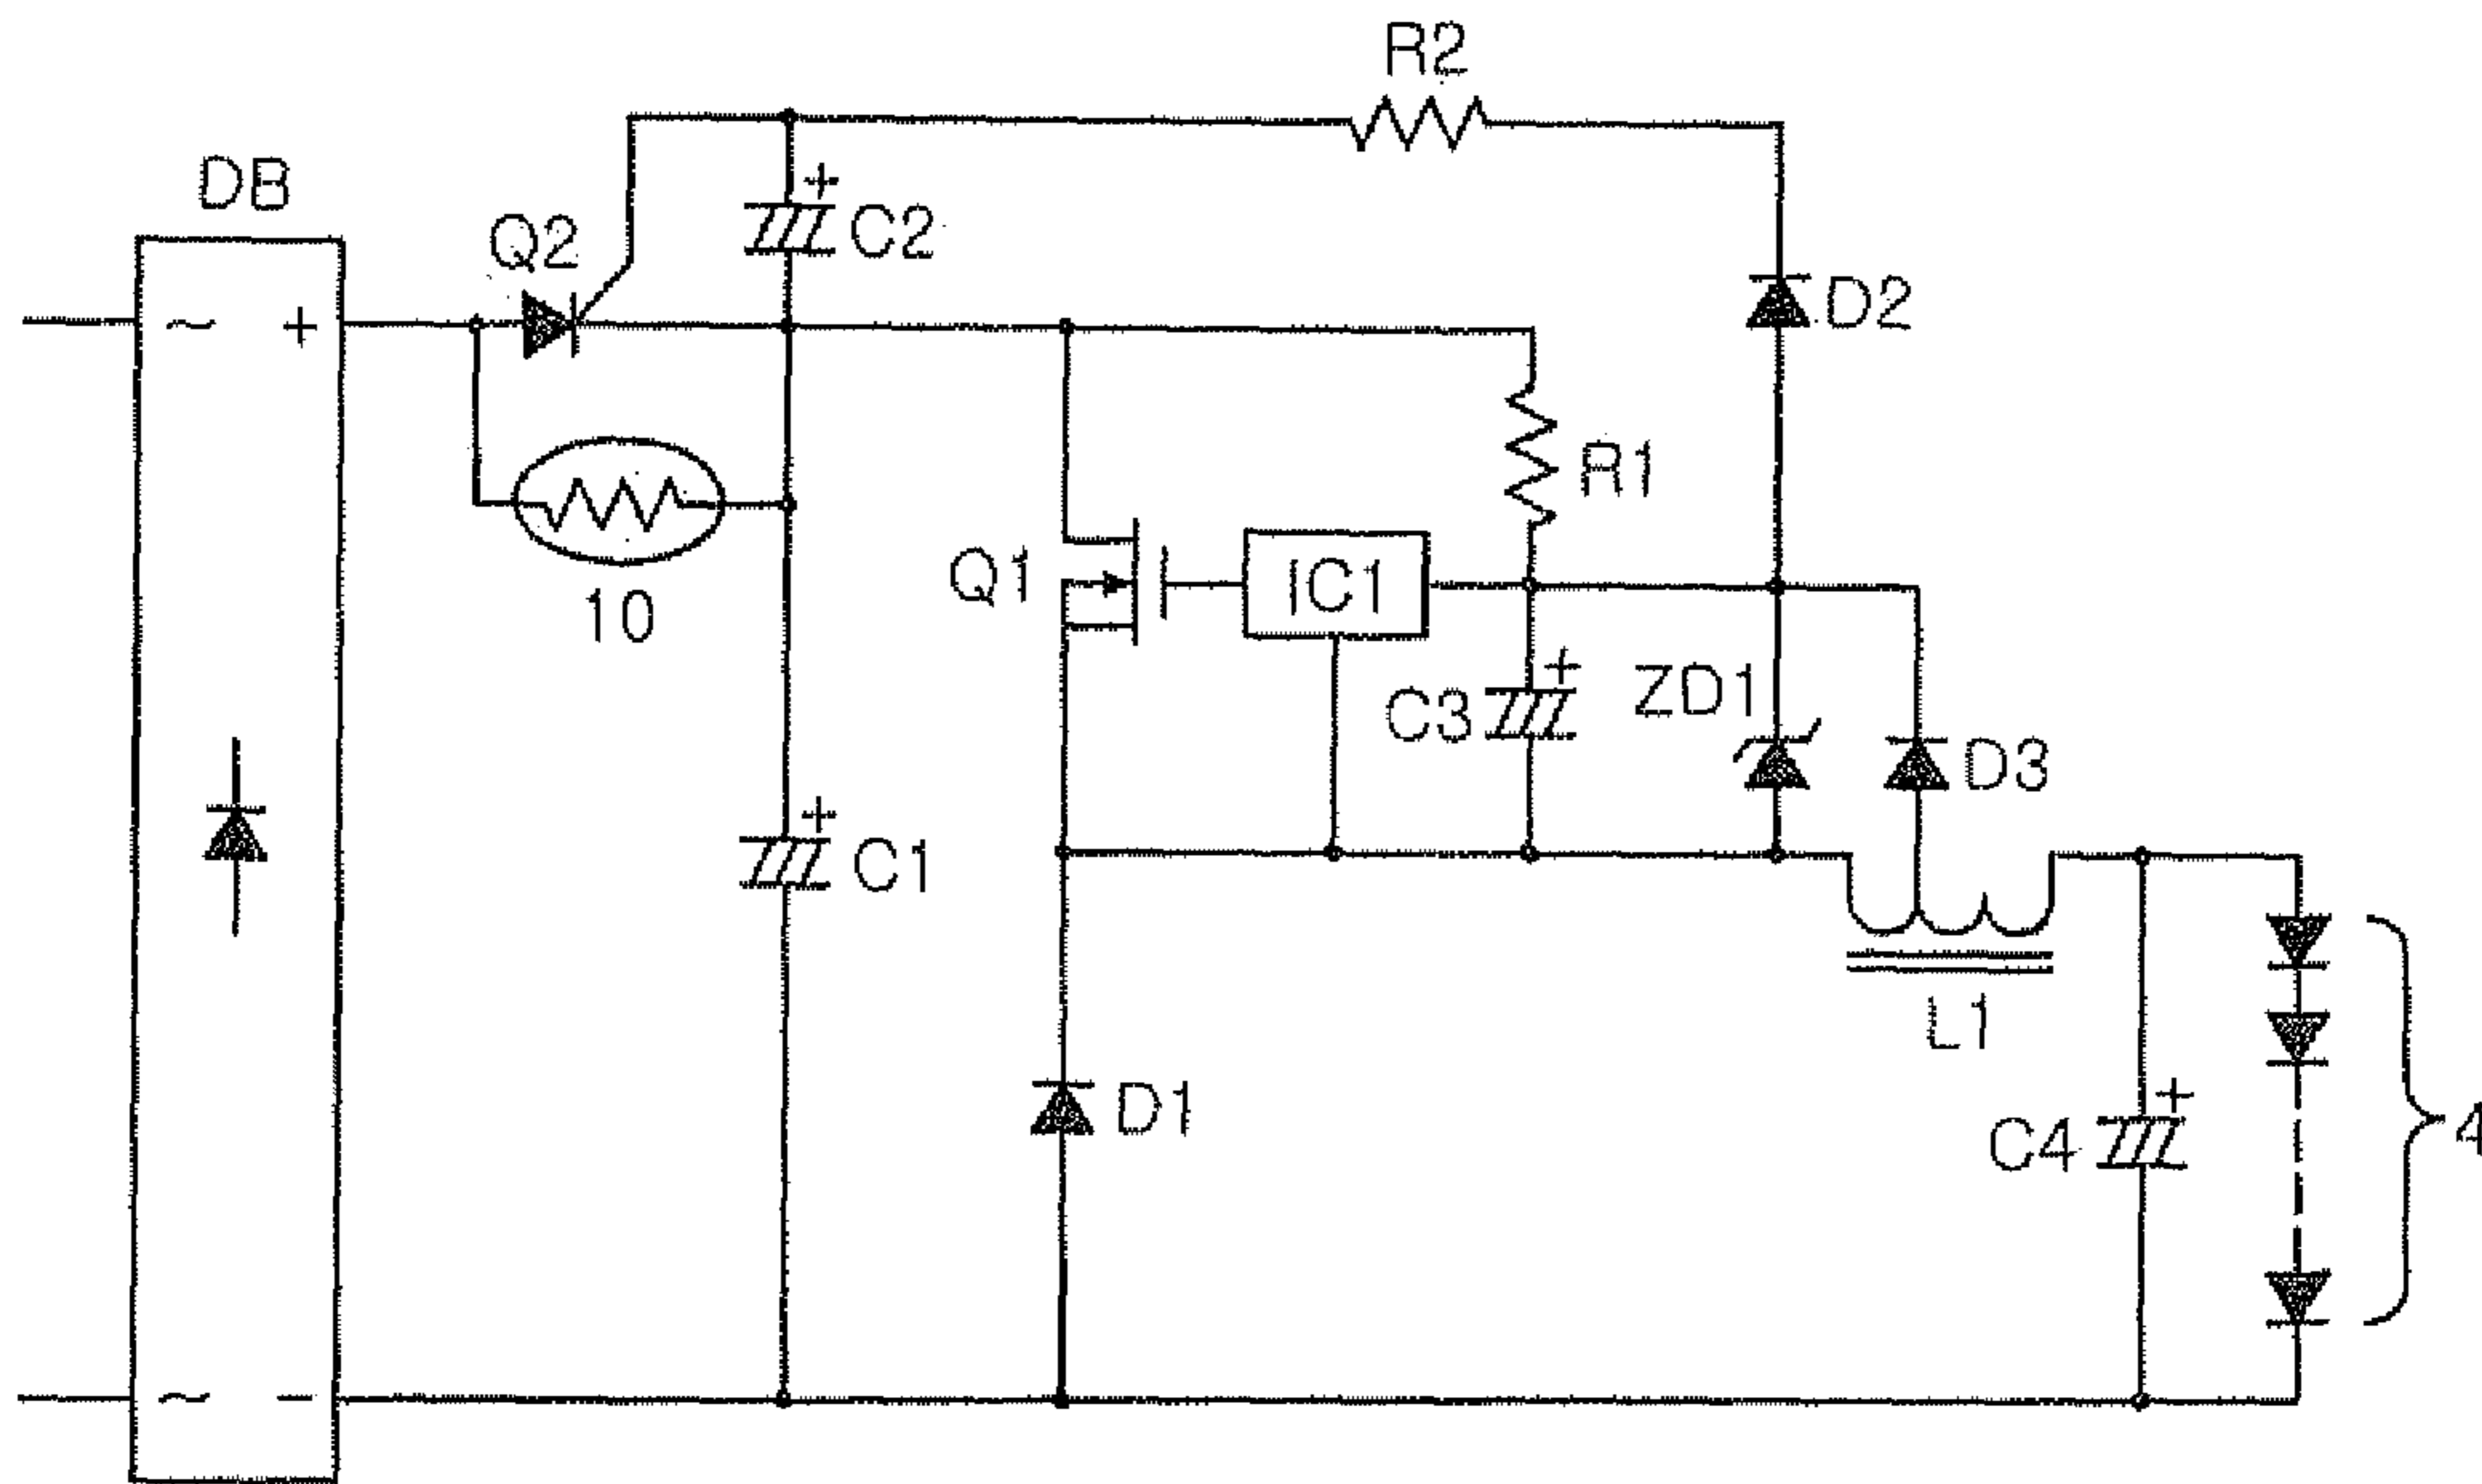 R2
DB
Q2
+
C2
D2
~ +
R1
Q1
IC1
10
+
ZD1
C3
D3
+
C1
L1
D1
+
C4
4
~ −